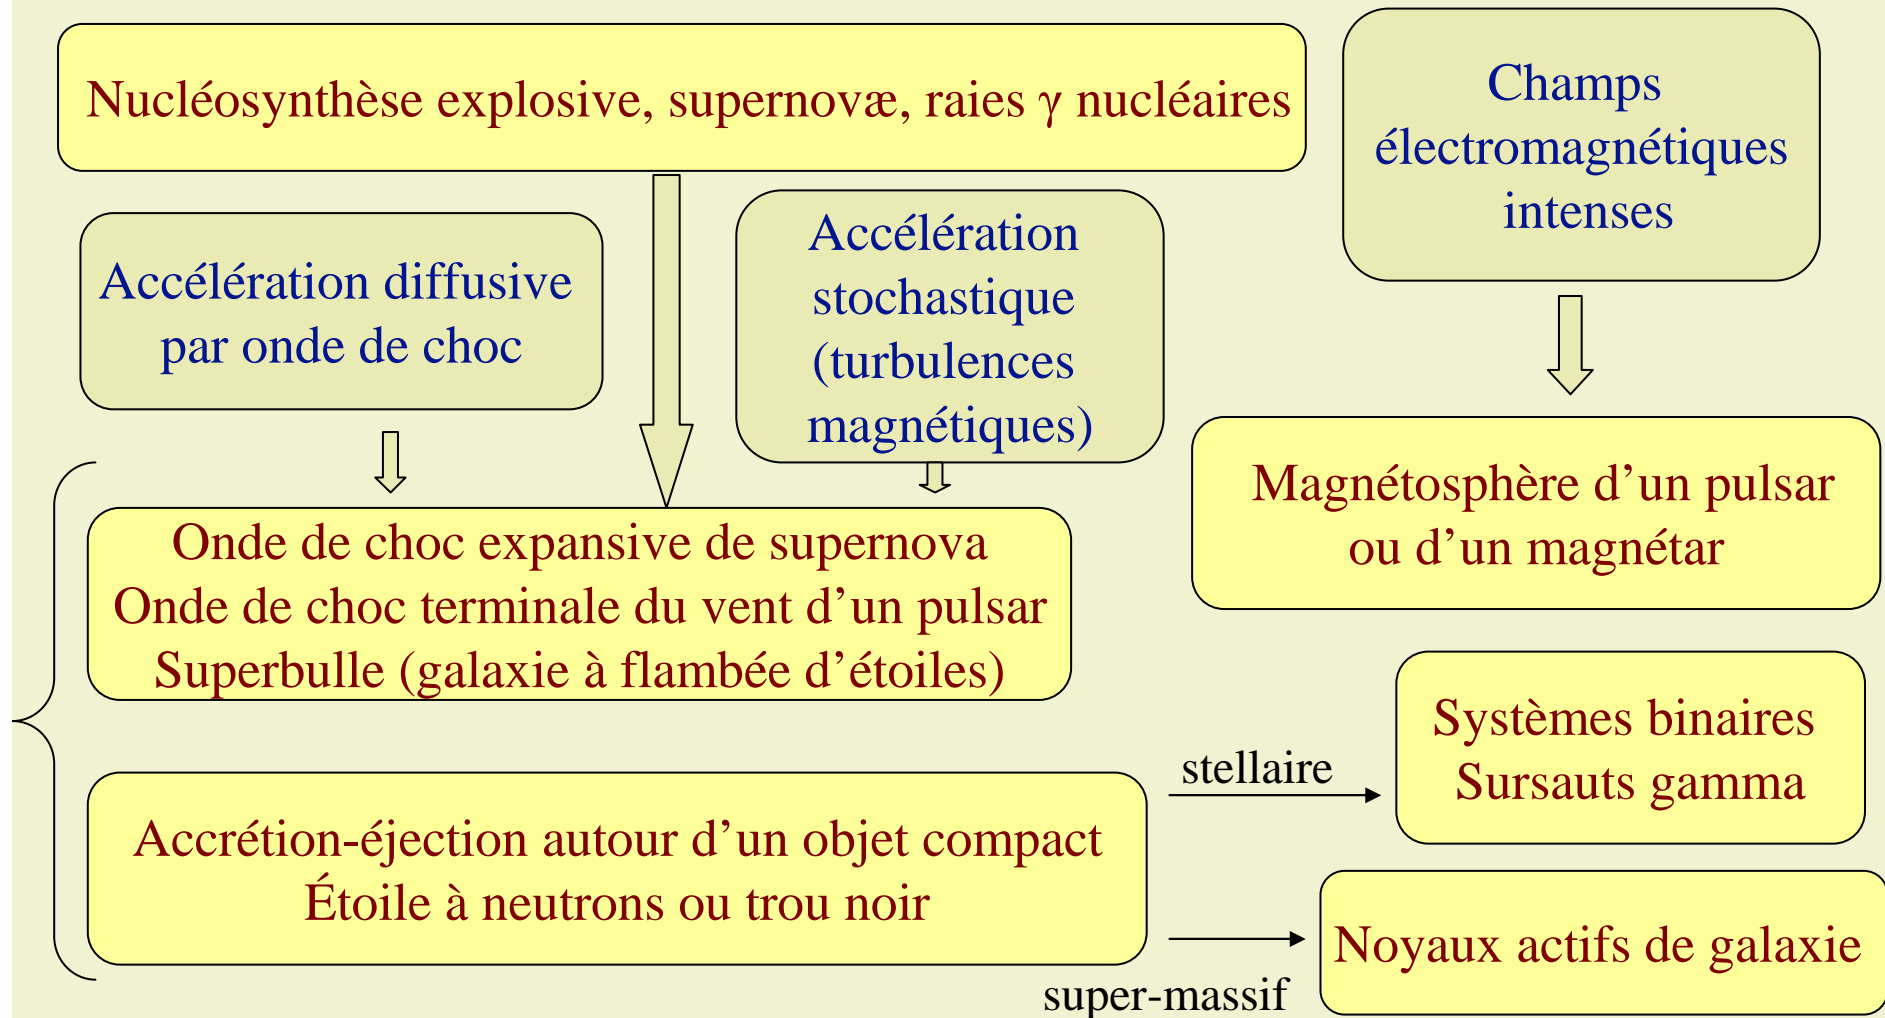 Nucléosynthèse explosive, supernovæ, raies γ nucléaires
Champs
électromagnétiques
intenses
Accélération diffusive
par onde de choc
Accélération
stochastique
(turbulences
magnétiques)
Magnétosphère d’un pulsar
ou d’un magnétar
Onde de choc expansive de supernova
Onde de choc terminale du vent d’un pulsar
Superbulle (galaxie à flambée d’étoiles)
Accrétion-éjection autour d’un objet compact
Étoile à neutrons ou trou noir
stellaire
Systèmes binaires
Sursauts gamma
super-massif
Noyaux actifs de galaxie